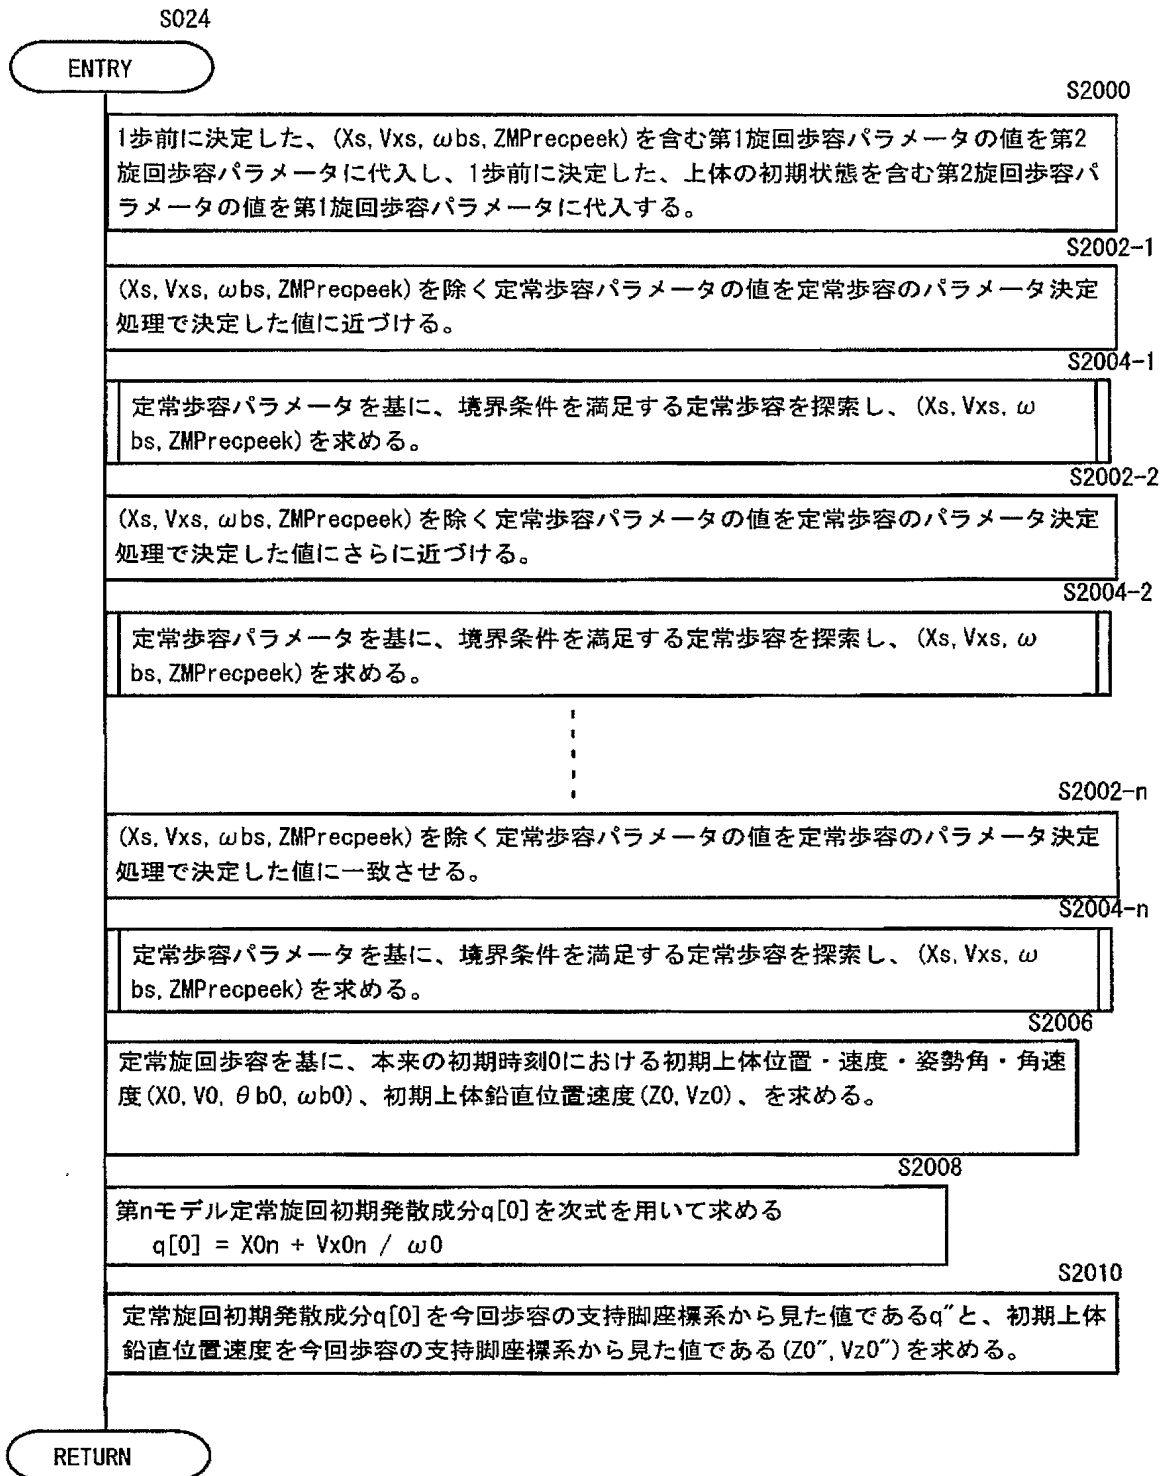 S024
ENTRY
S2000
1歩前に決定した、(Xs, Vxs, ωbs, ZMPrecpeek)を含む第1旋回歩容パラメータの値を第2
旋回歩容パラメータに代入し、1歩前に決定した、上体の初期状態を含む第2旋回歩容パ
ラメータの値を第1旋回歩容パラメータに代入する。
S2002-1
(Xs, Vxs, ωbs, ZMPrecpeek)を除く定常歩容パラメータの値を定常歩容のパラメータ決定
処理で決定した値に近づける。
S2004-1
定常歩容パラメータを基に、境界条件を満足する定常歩容を探索し、(Xs, Vxs, ω
bs, ZMPrecpeek)を求める。
S2002-2
(Xs, Vxs, ωbs, ZMPrecpeek)を除く定常歩容パラメータの値を定常歩容のパラメータ決定
処理で決定した値にさらに近づける。
S2004-2
定常歩容パラメータを基に、境界条件を満足する定常歩容を探索し、(Xs, Vxs, ω
bs, ZMPrecpeek)を求める。
S2002-n
(Xs, Vxs, ωbs, ZMPrecpeek)を除く定常歩容パラメータの値を定常歩容のパラメータ決定
処理で決定した値に一致させる。
S2004-n
定常歩容パラメータを基に、境界条件を満足する定常歩容を探索し、(Xs, Vxs, ω
bs, ZMPrecpeek)を求める。
S2006
定常旋回歩容を基に、本来の初期時刻0における初期上体位置・速度・姿勢角・角速
度(X0, V0, θb0, ωb0)、初期上体鉛直位置速度(Z0, Vz0)、を求める。
S2008
第nモデル定常旋回初期発散成分q[0]を次式を用いて求める
q[0] = X0n + Vx0n / ω0
S2010
定常旋回初期発散成分q[0]を今回歩容の支持脚座標系から見た値であるq″と、初期上体
鉛直位置速度を今回歩容の支持脚座標系から見た値である(Z0″, Vz0″)を求める。
RETURN